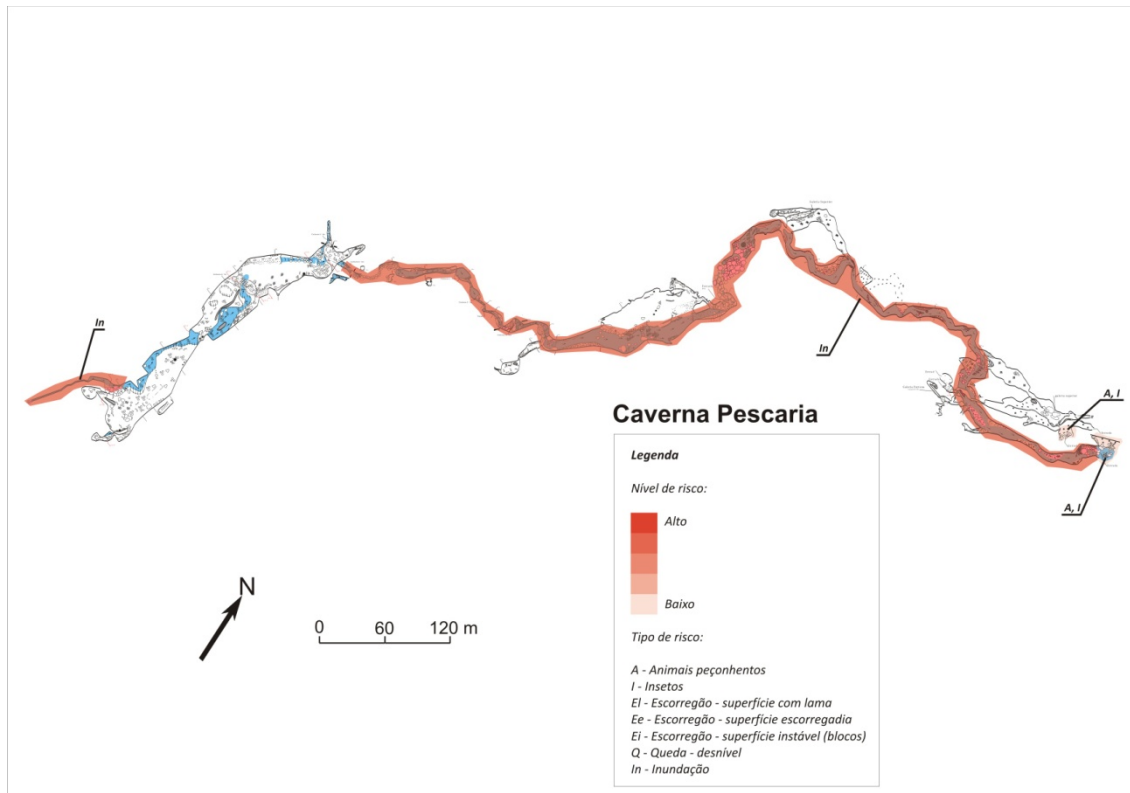 In
In
A, I
A, I
Caverna Pescaria
Legenda
Nível de risco:
Alto
Baixo
Tipo de risco:
A - Animais peçonhentos
I - Insetos
El - Escorregão - superfície com lama
Ee - Escorregão - superfície escorregadia
Ei - Escorregão - superfície instável (blocos)
Q - Queda - desnível
In - Inundação
N
0 60 120 m